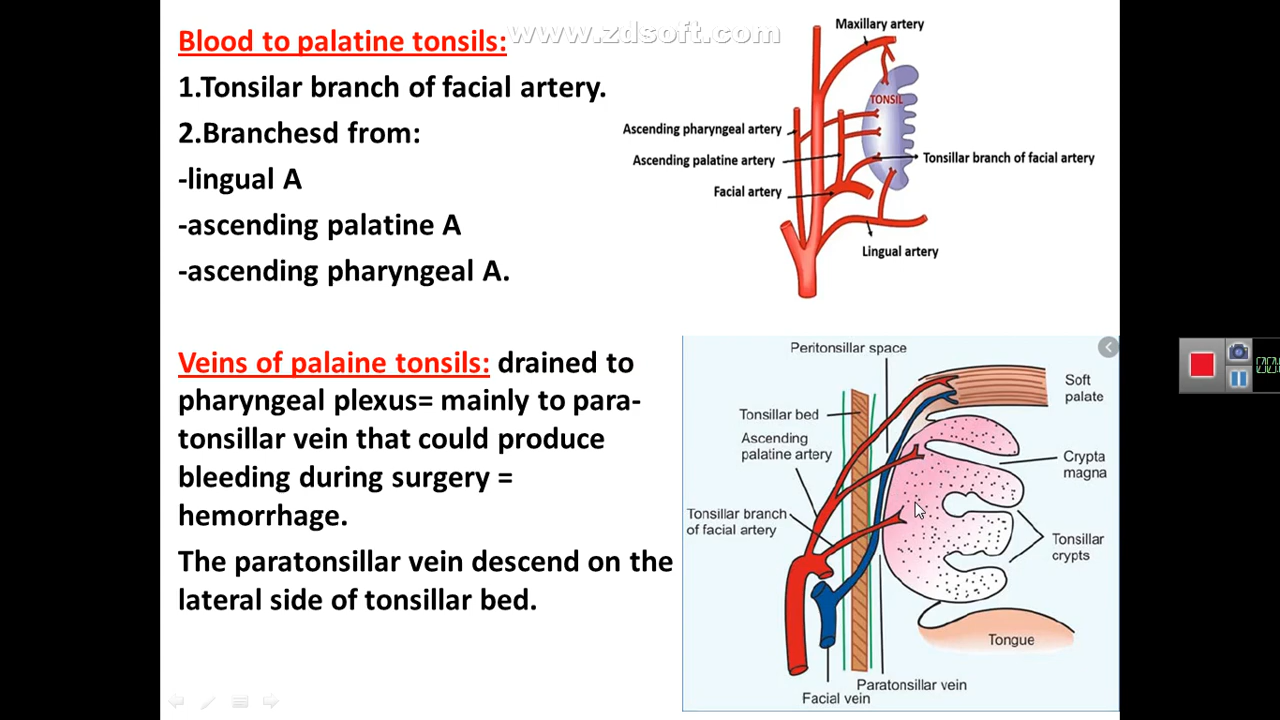 Blood to palatine tonsils:
www.zdsoft.com
1.Tonsilar branch of facial artery.
2.Branchesd from:
-lingual A
-ascending palatine A
-ascending pharyngeal A.
Maxillary artery
TONSIL
Ascending pharyngeal artery
Ascending palatine artery
Tonsillar branch of facial artery
Facial artery
Lingual artery
Veins of palaine tonsils: drained to
pharyngeal plexus= mainly to para-
tonsillar vein that could produce
bleeding during surgery =
hemorrhage.
The paratonsillar vein descend on the
lateral side of tonsillar bed.
Peritonsillar space
Soft
palate
Tonsillar bed
Ascending
palatine artery
Crypta
magna
Tonsillar branch
of facial artery
Tonsillar
crypts
Tongue
Paratonsillar vein
Facial vein